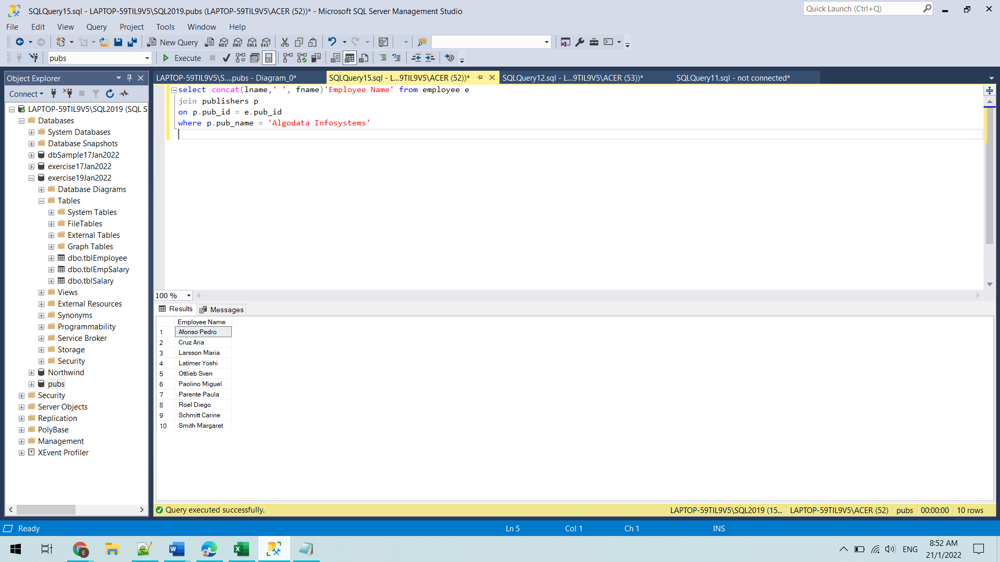 SQLQuery15.sql - LAPTOP-59TIL9V5\SQL2019.pubs (LAPTOP-59TIL9V5\ACER (52))* - Microsoft SQL Server Management Studio
Quick Launch (Ctrl+Q)
File Edit View Query Project Tools Window Help
New Query
MDX DMX XMLA DAX
pubs
Execute
Object Explorer
Connect
LAPTOP-59TIL9V5\SQL2019 (SQL S
Databases
System Databases
Database Snapshots
dbSample17Jan2022
exercise17Jan2022
exercise19Jan2022
Database Diagrams
Tables
System Tables
FileTables
External Tables
Graph Tables
dbo.tblEmployee
dbo.tblEmpSalary
dbo.tblSalary
Views
External Resources
Synonyms
Programmability
Service Broker
Storage
Security
Northwind
pubs
Security
Server Objects
Replication
PolyBase
Management
XEvent Profiler
LAPTOP-59TIL9V5\S....pubs - Diagram_0*
SQLQuery15.sql - L...9TIL9V5\ACER (52))*
SQLQuery12.sql - L...9TIL9V5\ACER (53))*
SQLQuery11.sql - not connected*
select concat(lname,' ', fname)'Employee Name' from employee e
join publishers p
on p.pub_id = e.pub_id
where p.pub_name = 'Algodata Infosystems'
100 %
Results Messages
Employee Name
1 Afonso Pedro
2 Cruz Aria
3 Larsson Maria
4 Latimer Yoshi
5 Ottlieb Sven
6 Paolino Miguel
7 Parente Paula
8 Roel Diego
9 Schmitt Carine
10 Smith Margaret
Query executed successfully.
LAPTOP-59TIL9V5\SQL2019 (15... LAPTOP-59TIL9V5\ACER (52) pubs 00:00:00 10 rows
Ready
Ln 5 Col 1 Ch 1 INS
ENG
8:52 AM
21/1/2022